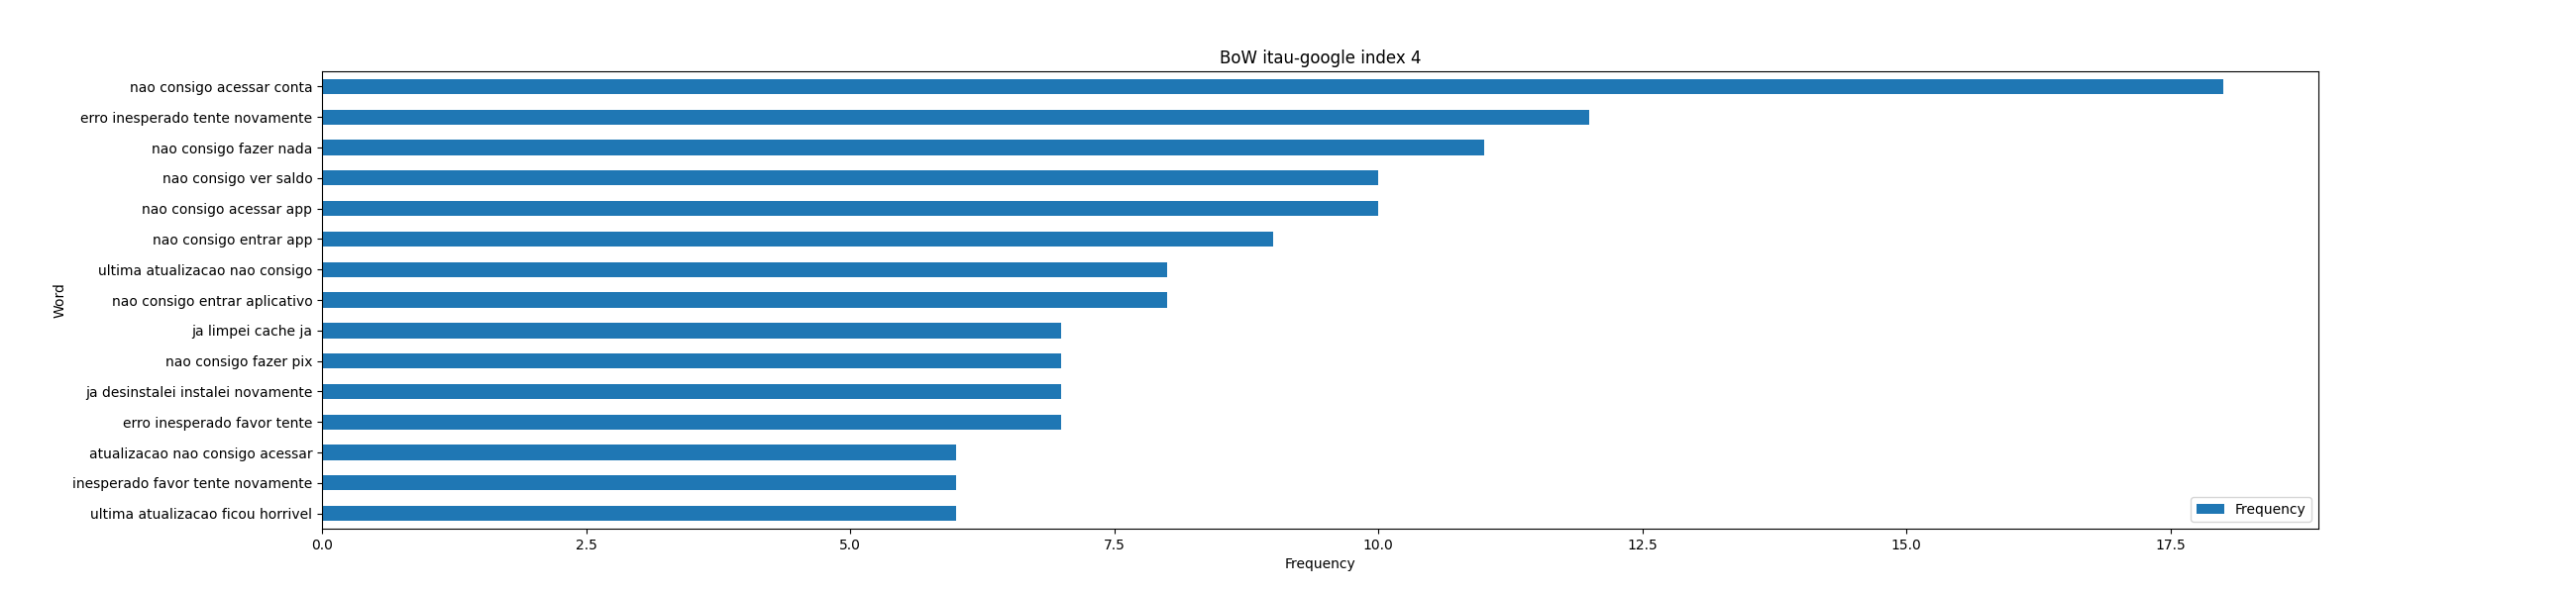 BoW itau-google index 4
nao consigo acessar conta
erro inesperado tente novamente
nao consigo fazer nada
nao consigo ver saldo
nao consigo acessar app
nao consigo entrar app
ultima atualizacao nao consigo
nao consigo entrar aplicativo
ja limpei cache ja
nao consigo fazer pix
ja desinstalei instalei novamente
erro inesperado favor tente
atualizacao nao consigo acessar
inesperado favor tente novamente
ultima atualizacao ficou horrivel
Word
Frequency
0.0 2.5 5.0 7.5 10.0 12.5 15.0 17.5
Frequency